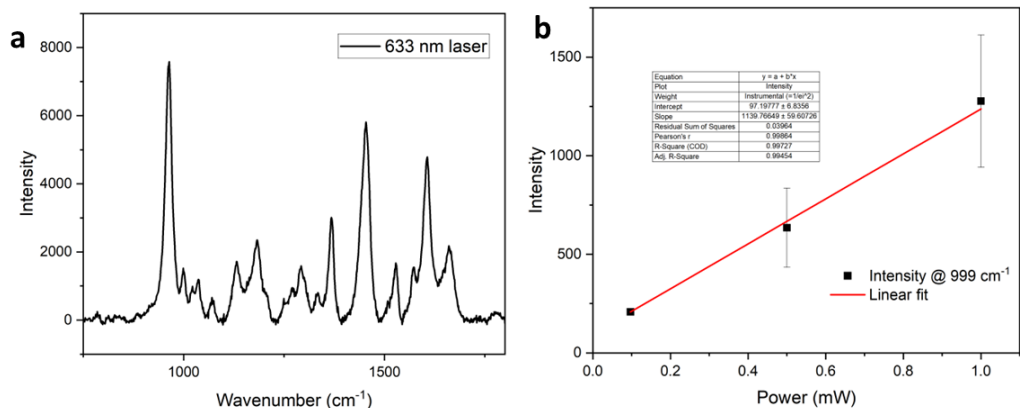 a
8000
6000
4000
2000
0
Intensity
633 nm laser
1000
1500
Wavenumber (cm-1)
b
1500
1000
500
0
Intensity
Equation y = a + b*x
Plot Intensity
Weight Instrumental (=1/ei^2)
Intercept 97.19777 ± 6.8356
Slope 1139.76649 ± 59.60726
Residual Sum of Squares 0.03964
Pearson's r 0.99864
R-Square (COD) 0.99727
Adj. R-Square 0.99454
Intensity @ 999 cm-1
Linear fit
0.0 0.2 0.4 0.6 0.8 1.0
Power (mW)